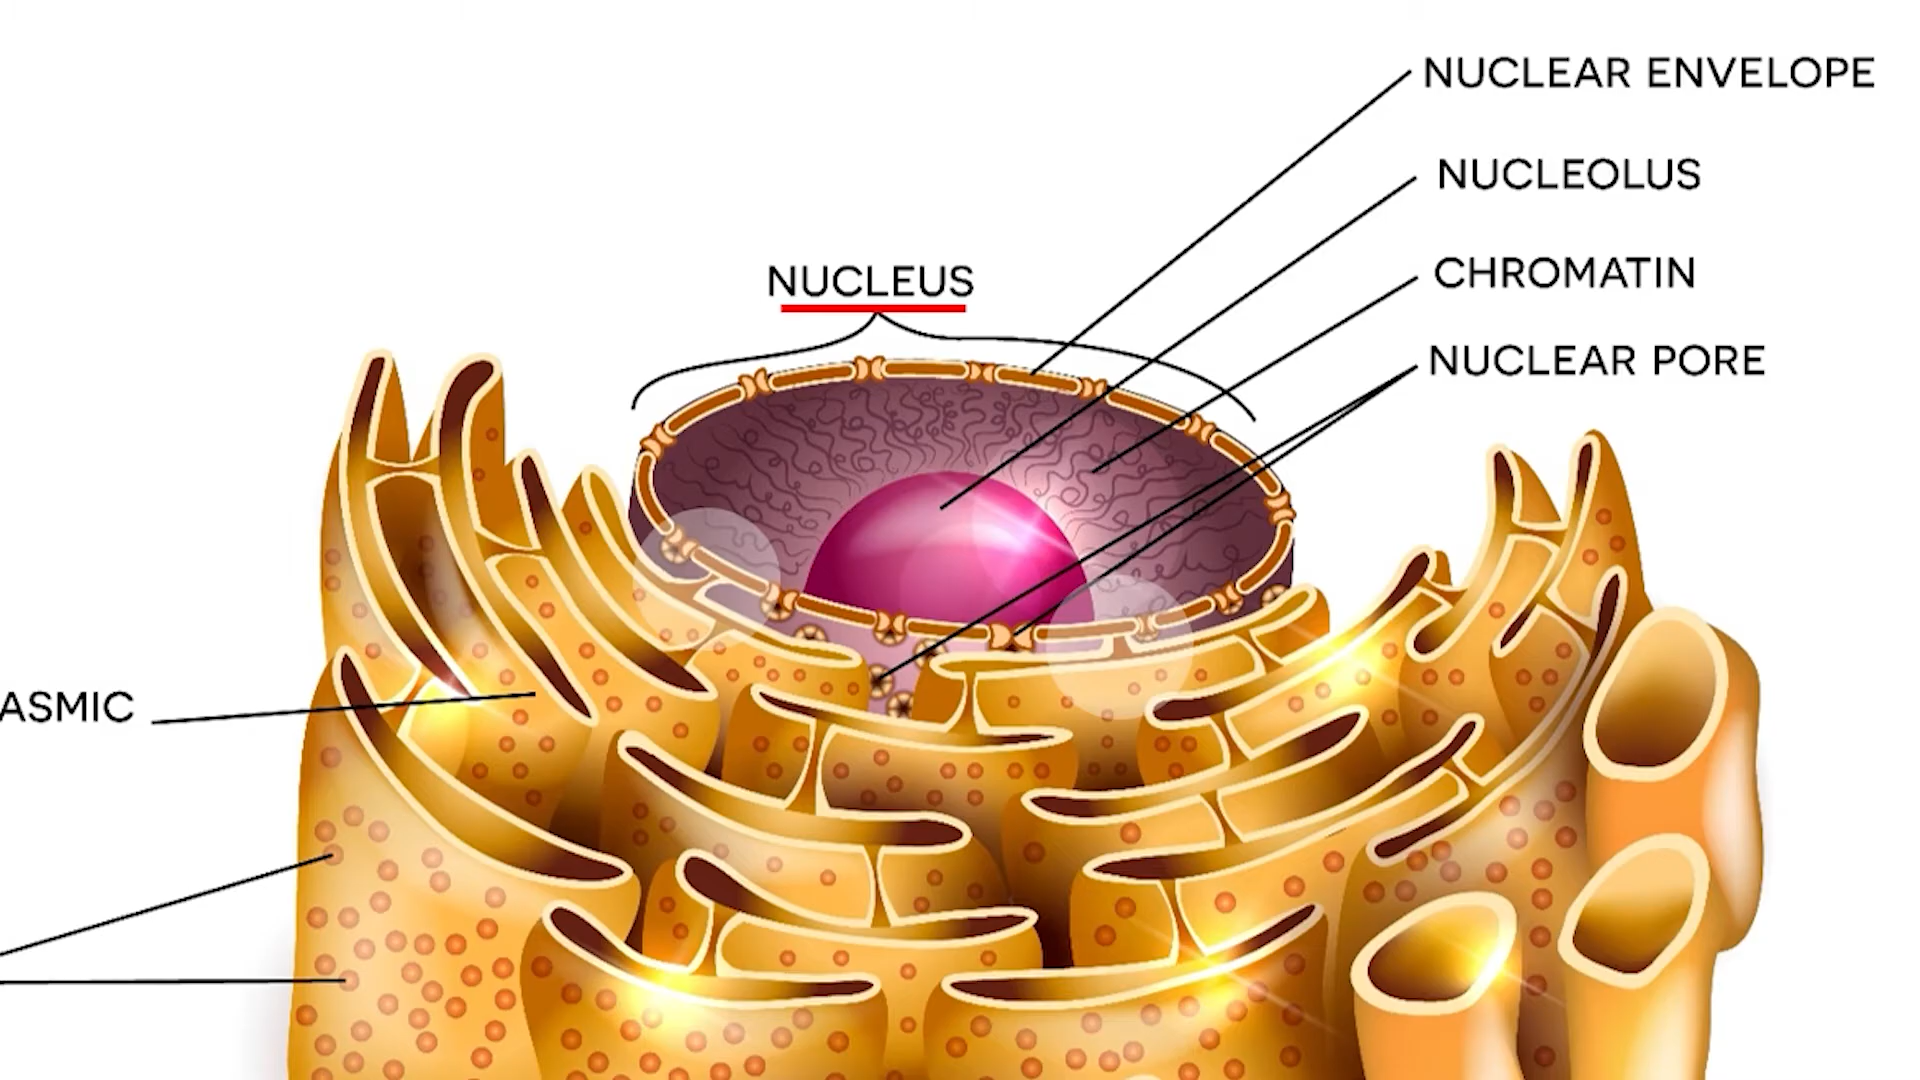 NUCLEAR ENVELOPE
NUCLEOLUS
NUCLEUS
CHROMATIN
NUCLEAR PORE
ASMIC